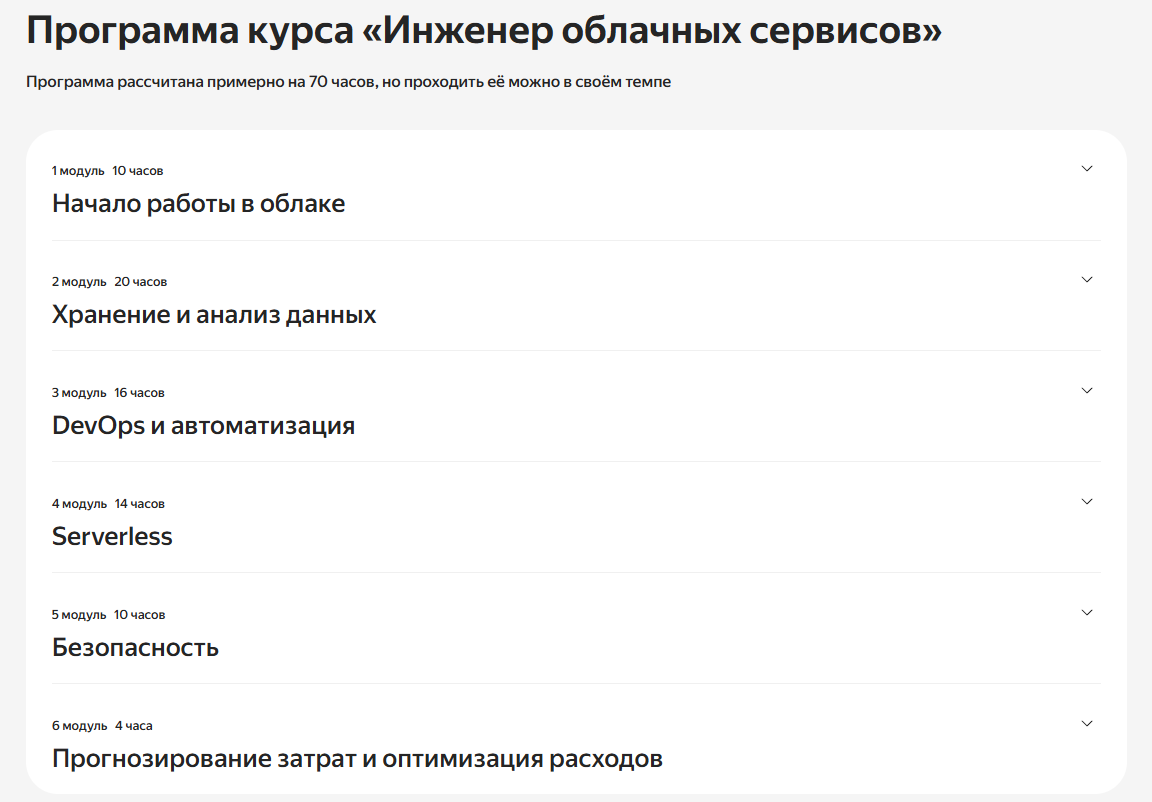 Программа курса «Инженер облачных сервисов»
Программа рассчитана примерно на 70 часов, но проходить её можно в своём темпе
1 модуль 10 часов
Начало работы в облаке
2 модуль 20 часов
Хранение и анализ данных
3 модуль 16 часов
DevOps и автоматизация
4 модуль 14 часов
Serverless
5 модуль 10 часов
Безопасность
6 модуль 4 часа
Прогнозирование затрат и оптимизация расходов